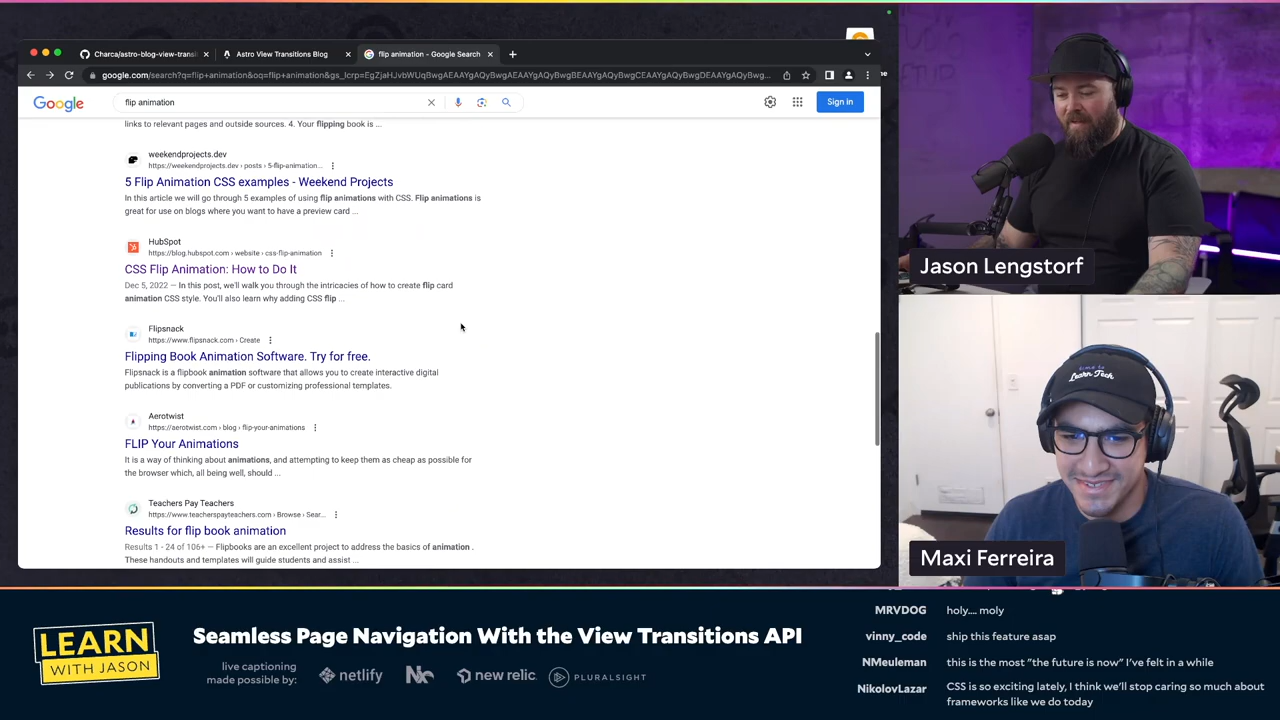 Charca/astro-blog-view-transi
Astro View Transitions Blog
flip animation - Google Search
google.com/search?q=flip+animation&oq=flip+animation&gs_lcrp=EgZjaHJvbWUqBwgAEAAYgAQyBwgAEAAYgAQyBwgBEAAYgAQyBwgCEAAYgAQyBwgDEAAYgAQyBw...
Google
flip animation
Sign in
links to relevant pages and outside sources. 4. Your flipping book is ...
weekendprojects.dev
https://weekendprojects.dev › posts › 5-flip-animation...
5 Flip Animation CSS examples - Weekend Projects
In this article we will go through 5 examples of using flip animations with CSS. Flip animations is
great for use on blogs where you want to have a preview card ...
HubSpot
https://blog.hubspot.com › website › css-flip-animation
CSS Flip Animation: How to Do It
Dec 5, 2022 — In this post, we'll walk you through the intricacies of how to create flip card
animation CSS style. You'll also learn why adding CSS flip ...
Flipsnack
https://www.flipsnack.com › Create
Flipping Book Animation Software. Try for free.
Flipsnack is a flipbook animation software that allows you to create interactive digital
publications by converting a PDF or customizing professional templates.
Aerotwist
https://aerotwist.com › blog › flip-your-animations
FLIP Your Animations
It is a way of thinking about animations, and attempting to keep them as cheap as possible for
the browser which, all being well, should ...
Teachers Pay Teachers
https://www.teacherspayteachers.com › Browse › Sear...
Results for flip book animation
Results 1 - 24 of 106+ — Flipbooks are an excellent project to address the basics of animation .
These handouts and templates will guide students and assist ...
Jason Lengstorf
time to
Learn Tech
Maxi Ferreira
LEARN
WITH JASON
Seamless Page Navigation With the View Transitions API
live captioning
made possible by:
netlify
Nx
new relic.
PLURALSIGHT
MRVDOG holy.... moly
vinny_code ship this feature asap
NMeuleman this is the most "the future is now" I've felt in a while
NikolovLazar CSS is so exciting lately, I think we'll stop caring so much about
frameworks like we do today